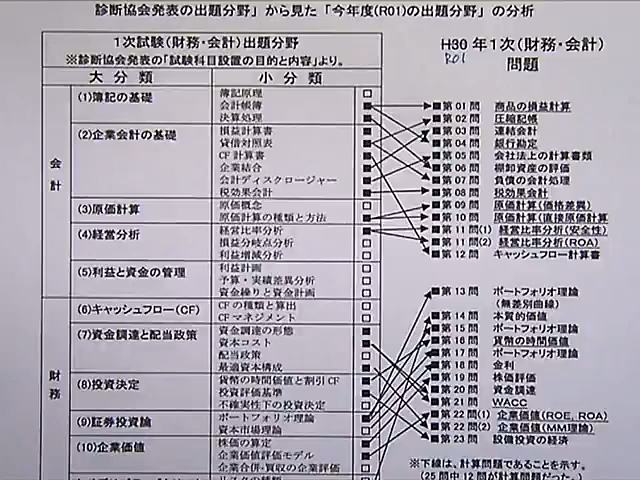 診断協会発表の出題分野」から見た「今年度(R01)の出題分野」の分析
1次試験(財務・会計)出題分野
※診断協会発表の「試験科目設置の目的と内容」より。
大分類
小分類
会計
(1)簿記の基礎
簿記原理
会計帳簿
決算処理
(2)企業会計の基礎
損益計算書
貸借対照表
CF計算書
企業結合
会計ディスクロージャー
税効果会計
(3)原価計算
原価概念
原価計算の種類と方法
(4)経営分析
経営比率分析
損益分岐点分析
利益増減分析
(5)利益と資金の管理
利益計画
予算・実績差異分析
資金繰りと資金計画
財務
(6)キャッシュフロー(CF)
CFの種類と算出
CFマネジメント
(7)資金調達と配当政策
資金調達の形態
資本コスト
配当政策
最適資本構成
(8)投資決定
貨幣の時間価値と割引CF
投資評価基準
不確実性下の投資決定
(9)証券投資論
ポートフォリオ理論
資本市場理論
(10)企業価値
株価の算定
企業価値評価モデル
企業合併・買収の企業評価
H30年1次(財務・会計)
R01
問題
第01問 商品の損益計算
第02問 圧縮記帳
第03問 連結会計
第04問 銀行勘定
第05問 会社法上の計算書類
第06問 棚卸資産の評価
第07問 負債の会計処理
第08問 税効果会計
第09問 原価計算(価格差異)
第10問 原価計算(直接原価計算
第11問(1) 経営比率分析(安全性)
第11問(2) 経営比率分析(ROA)
第12問 キャッシュフロー計算書
第13問 ポートフォリオ理論
(無差別曲線)
第14問 本質的価値
第15問 ポートフォリオ理論
第16問 貨幣の時間価値
第17問 ポートフォリオ理論
第18問 金利
第19問 株価評価
第20問 資金調達
第21問 WACC
第22問(1) 企業価値(ROE, ROA)
第22問(2) 企業価値(MM理論)
第23問 設備投資の経済
※下線は、計算問題であることを示す。
(25問中12問が計算問題だった。)